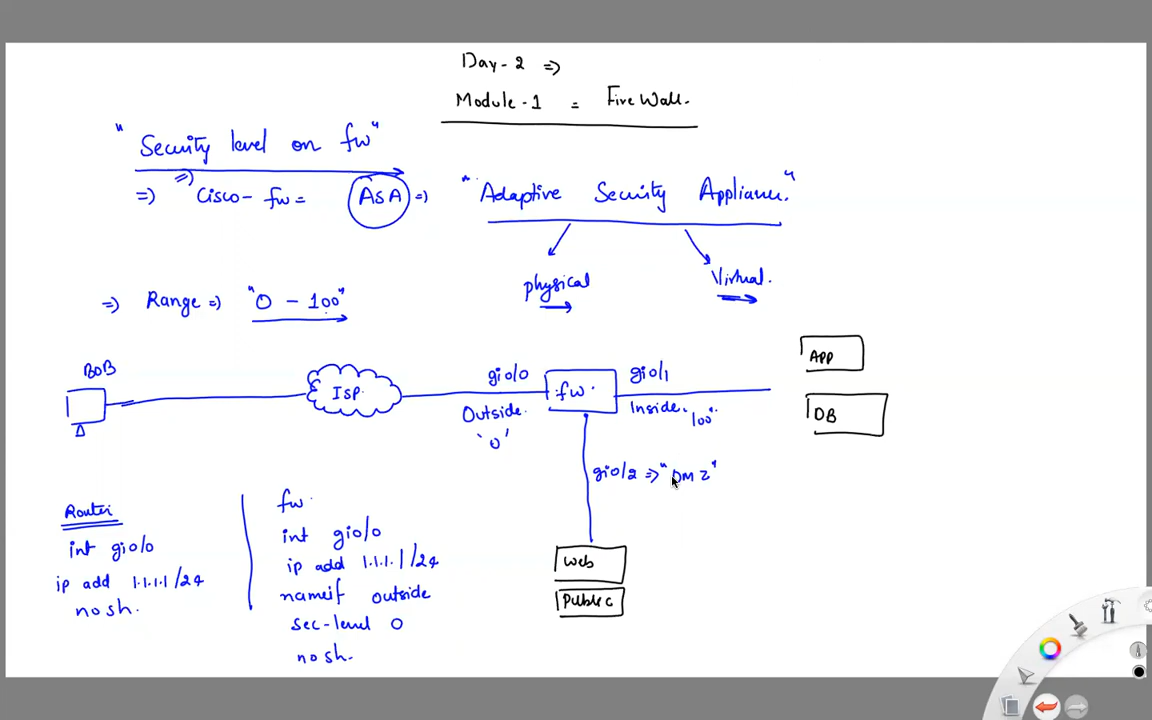 Day-2 =>
Module-1 = FireWall.
"Security level on fw"
=> => Cisco-fw= ASA => "Adaptive Security Appliance."
physical Virtual.
=> Range => "0 - 100"
BOB
ISP.
gi0/0
fw.
gi0/1
Outside.
'0'
Inside.
100"
APP
DB
gi0/2 => "DMZ"
Web
Public
Router
int gi0/0
ip add 1.1.1.1/24
no sh.
fw.
int gi0/0
ip add 1.1.1.1/24
nameif outside
sec-level 0
no sh.